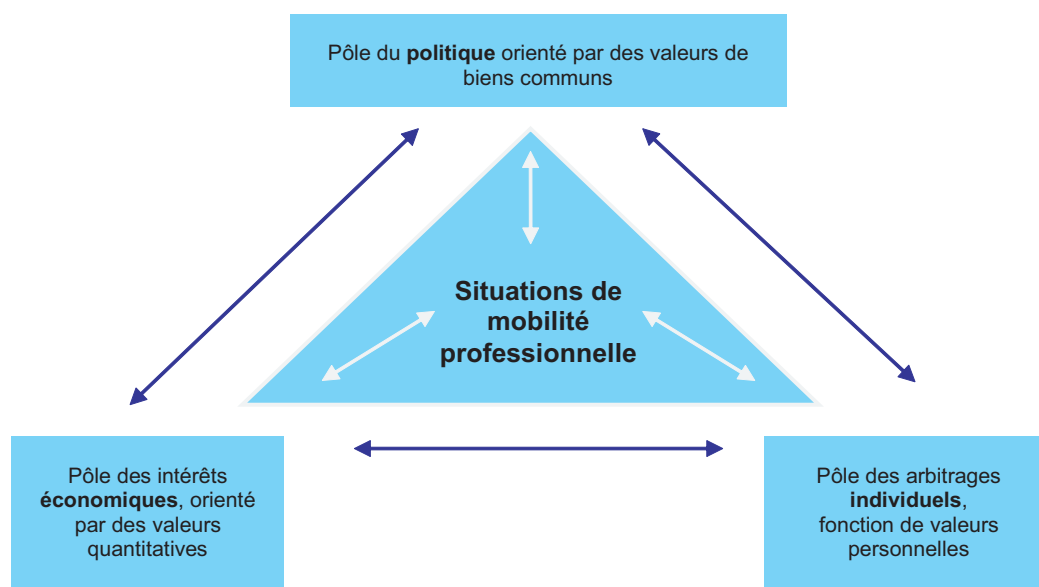 Pôle du politique orienté par des valeurs de
biens communs
Situations de
mobilité
professionnelle
Pôle des intérêts
économiques, orienté
par des valeurs
quantitatives
Pôle des arbitrages
individuels,
fonction de valeurs
personnelles